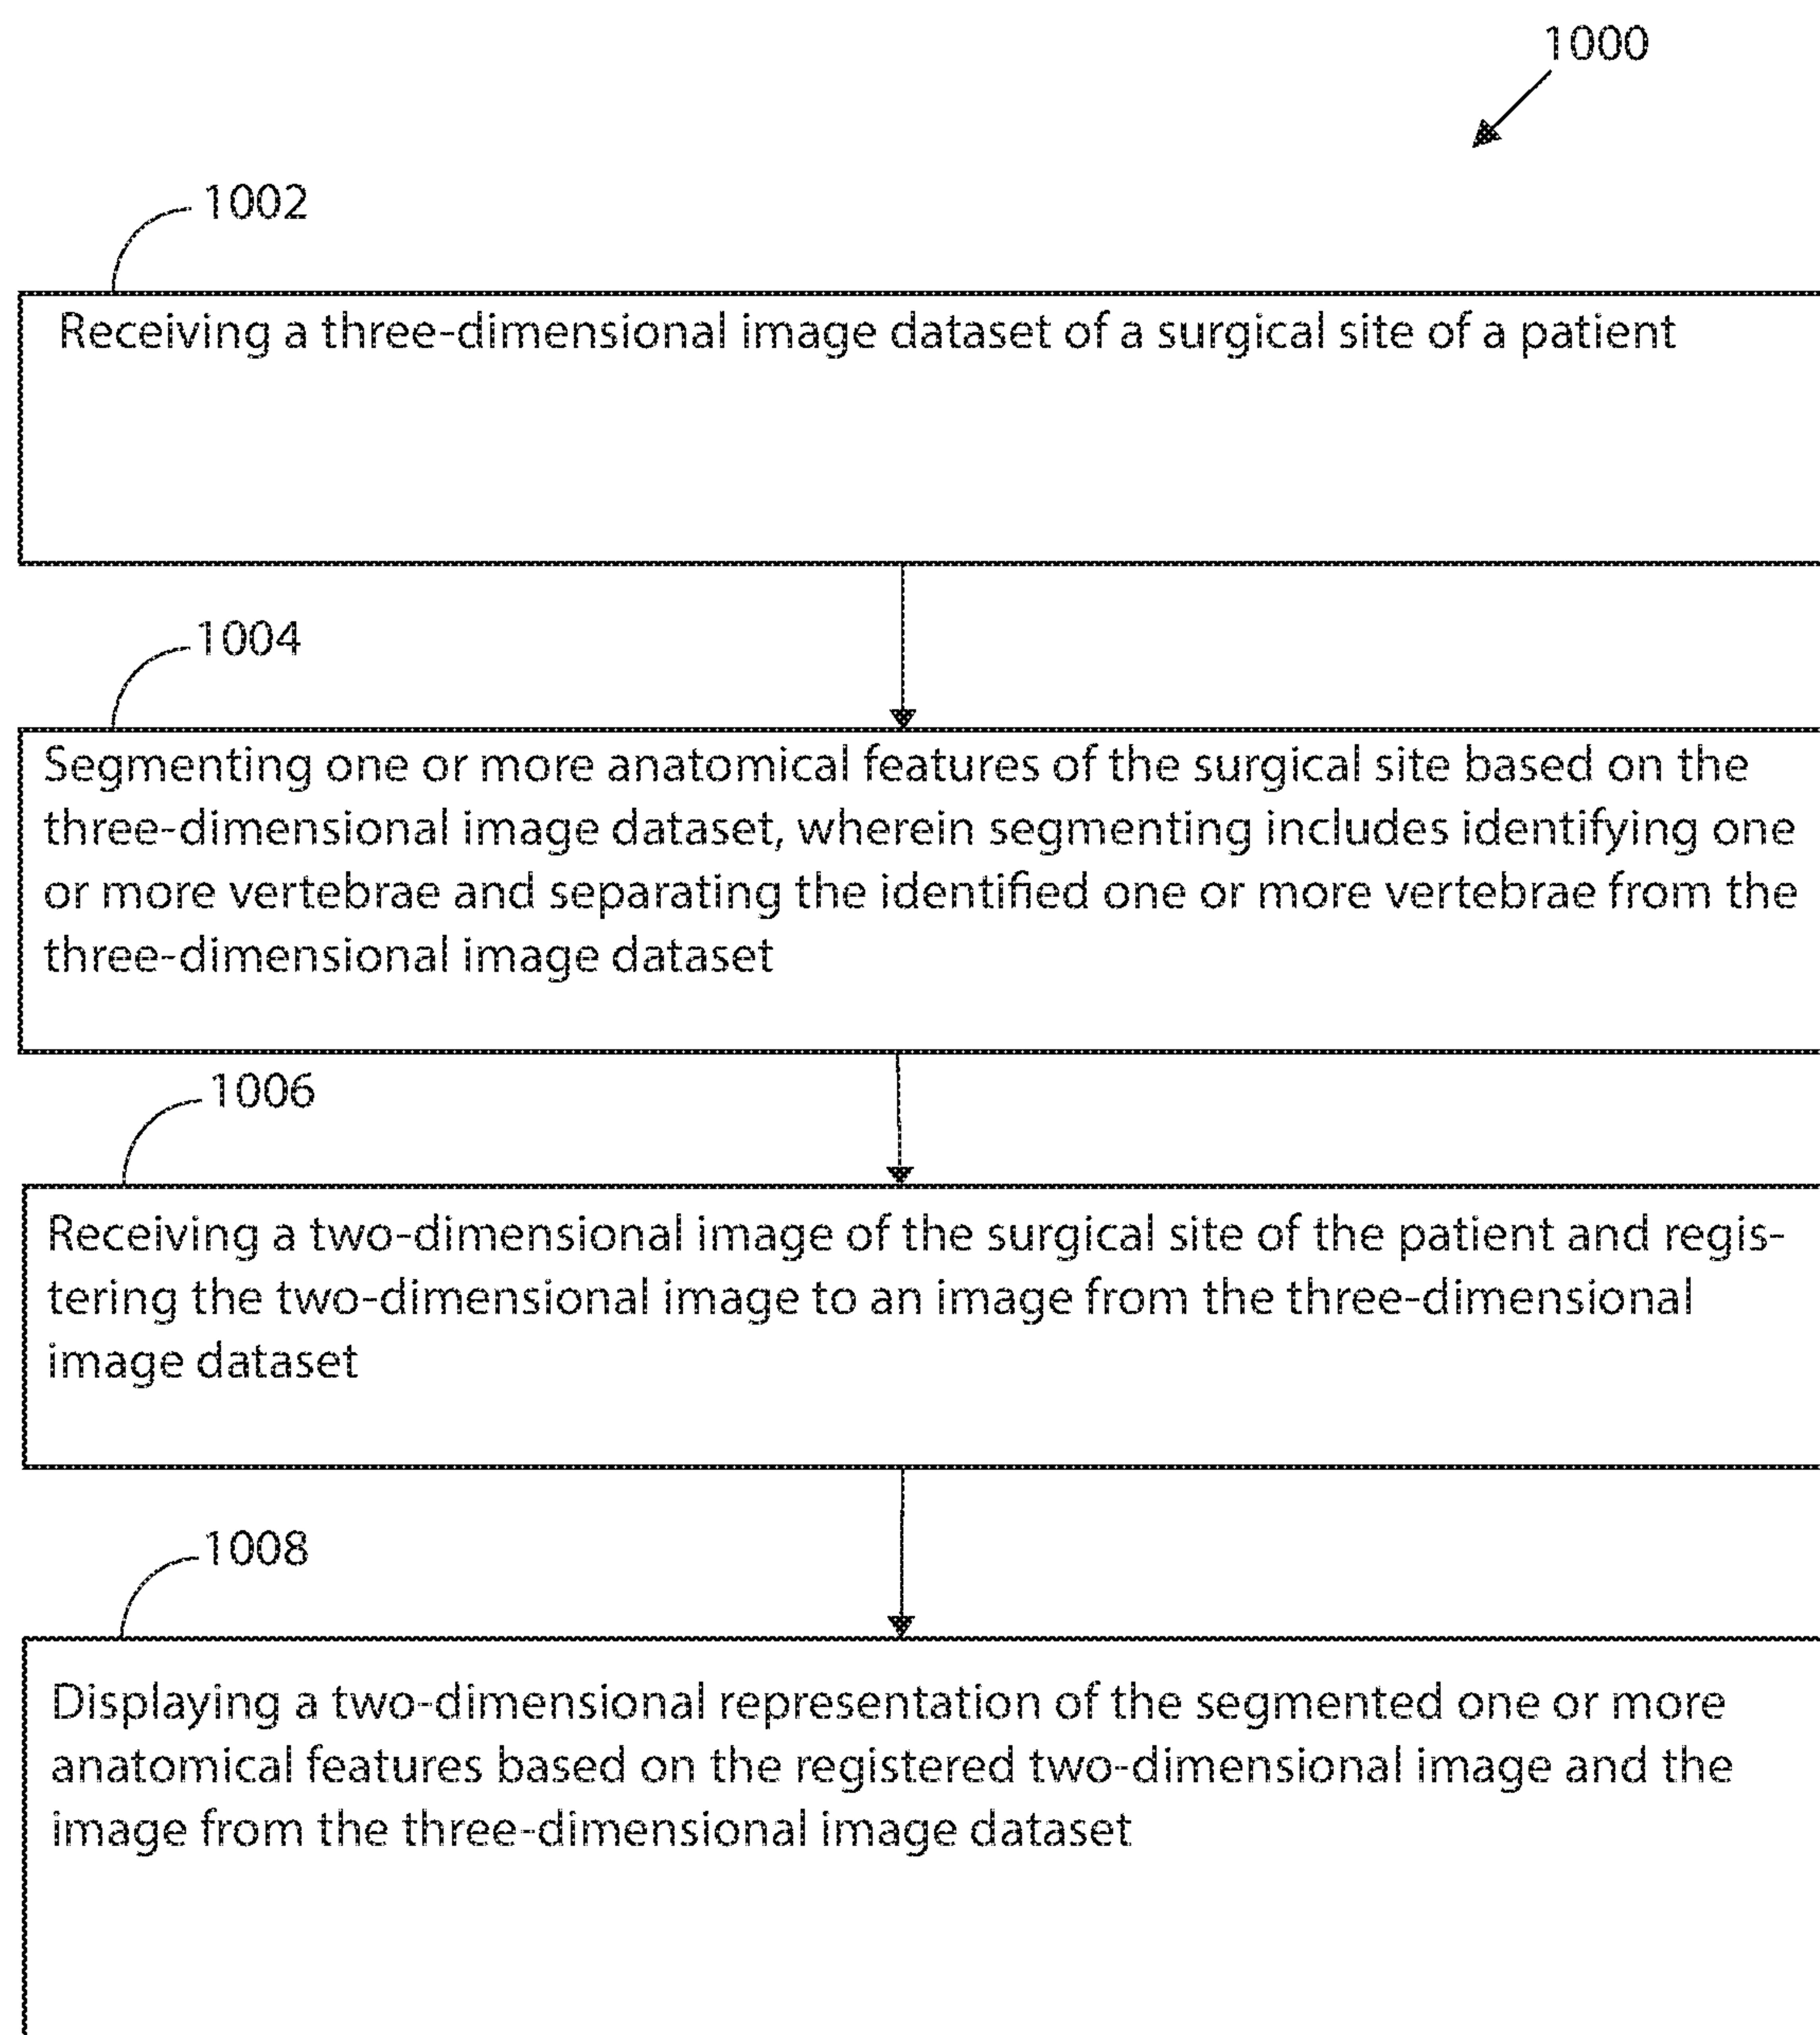 1000
1002
Receiving a three-dimensional image dataset of a surgical site of a patient
1004
Segmenting one or more anatomical features of the surgical site based on the
three-dimensional image dataset, wherein segmenting includes identifying one
or more vertebrae and separating the identified one or more vertebrae from the
three-dimensional image dataset
1006
Receiving a two-dimensional image of the surgical site of the patient and regis-
tering the two-dimensional image to an image from the three-dimensional
image dataset
1008
Displaying a two-dimensional representation of the segmented one or more
anatomical features based on the registered two-dimensional image and the
image from the three-dimensional image dataset